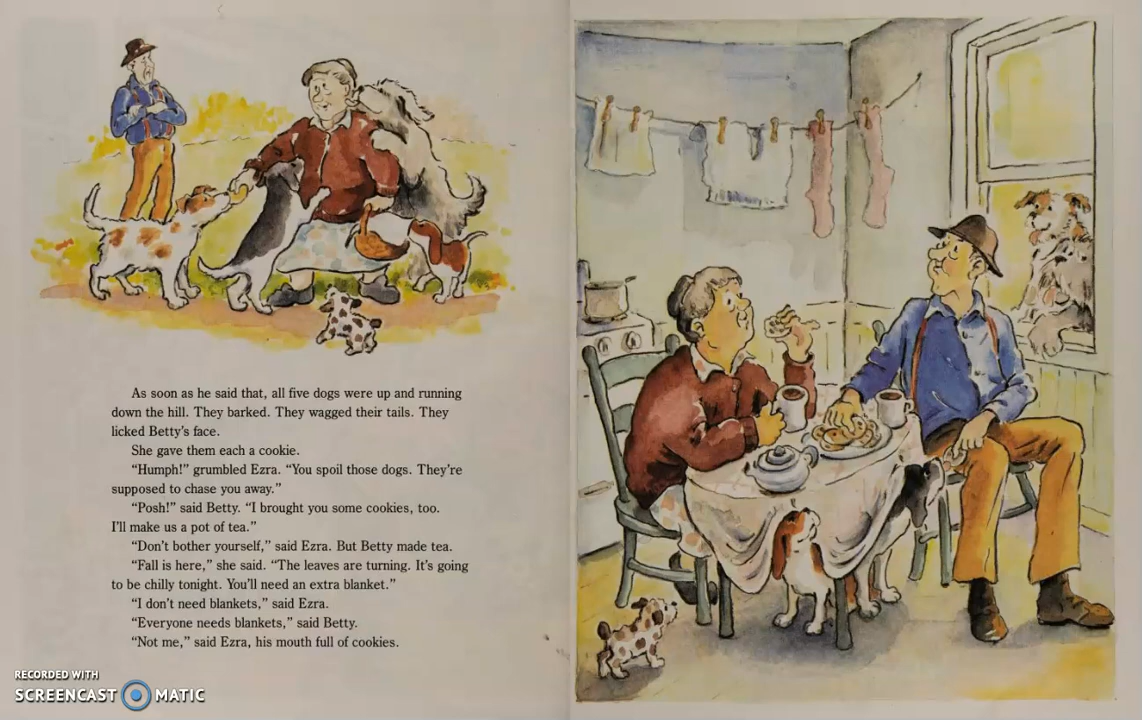 As soon as he said that, all five dogs were up and running
down the hill. They barked. They wagged their tails. They
licked Betty's face.
She gave them each a cookie.
“Humph!” grumbled Ezra. “You spoil those dogs. They're
supposed to chase you away.”
“Posh!” said Betty. “I brought you some cookies, too.
I'll make us a pot of tea.”
“Don't bother yourself,” said Ezra. But Betty made tea.
“Fall is here,” she said. “The leaves are turning. It's going
to be chilly tonight. You'll need an extra blanket.”
“I don't need blankets,” said Ezra.
“Everyone needs blankets,” said Betty.
“Not me,” said Ezra, his mouth full of cookies.
RECORDED WITH
SCREENCAST MATIC